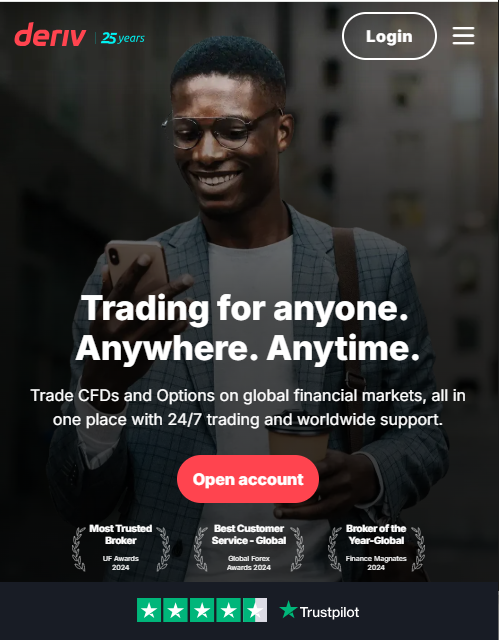 deriv 25 years
Login
Trading for anyone.
Anywhere. Anytime.
Trade CFDs and Options on global financial markets, all in
one place with 24/7 trading and worldwide support.
Open account
Most Trusted
Broker
UF Awards
2024
Best Customer
Service - Global
Global Forex
Awards 2024
Broker of the
Year-Global
Finance Magnates
2024
Trustpilot